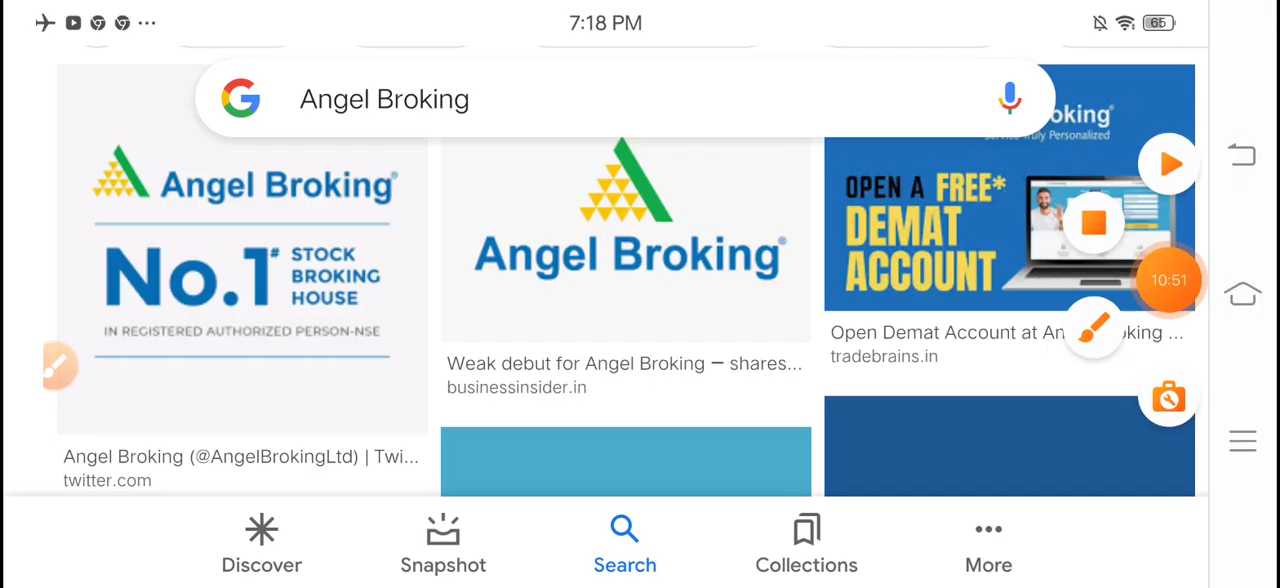 7:18 PM
65
G Angel Broking
Angel Broking
No.1#
STOCK
BROKING
HOUSE
IN REGISTERED AUTHORIZED PERSON-NSE
Angel Broking (@AngelBrokingLtd) | Twi...
twitter.com
Angel Broking
Weak debut for Angel Broking – shares...
businessinsider.in
oking
Truly Personalized
OPEN A FREE*
DEMAT
ACCOUNT
Open Demat Account at An oking ...
tradebrains.in
10:51
Discover
Snapshot
Search
Collections
More